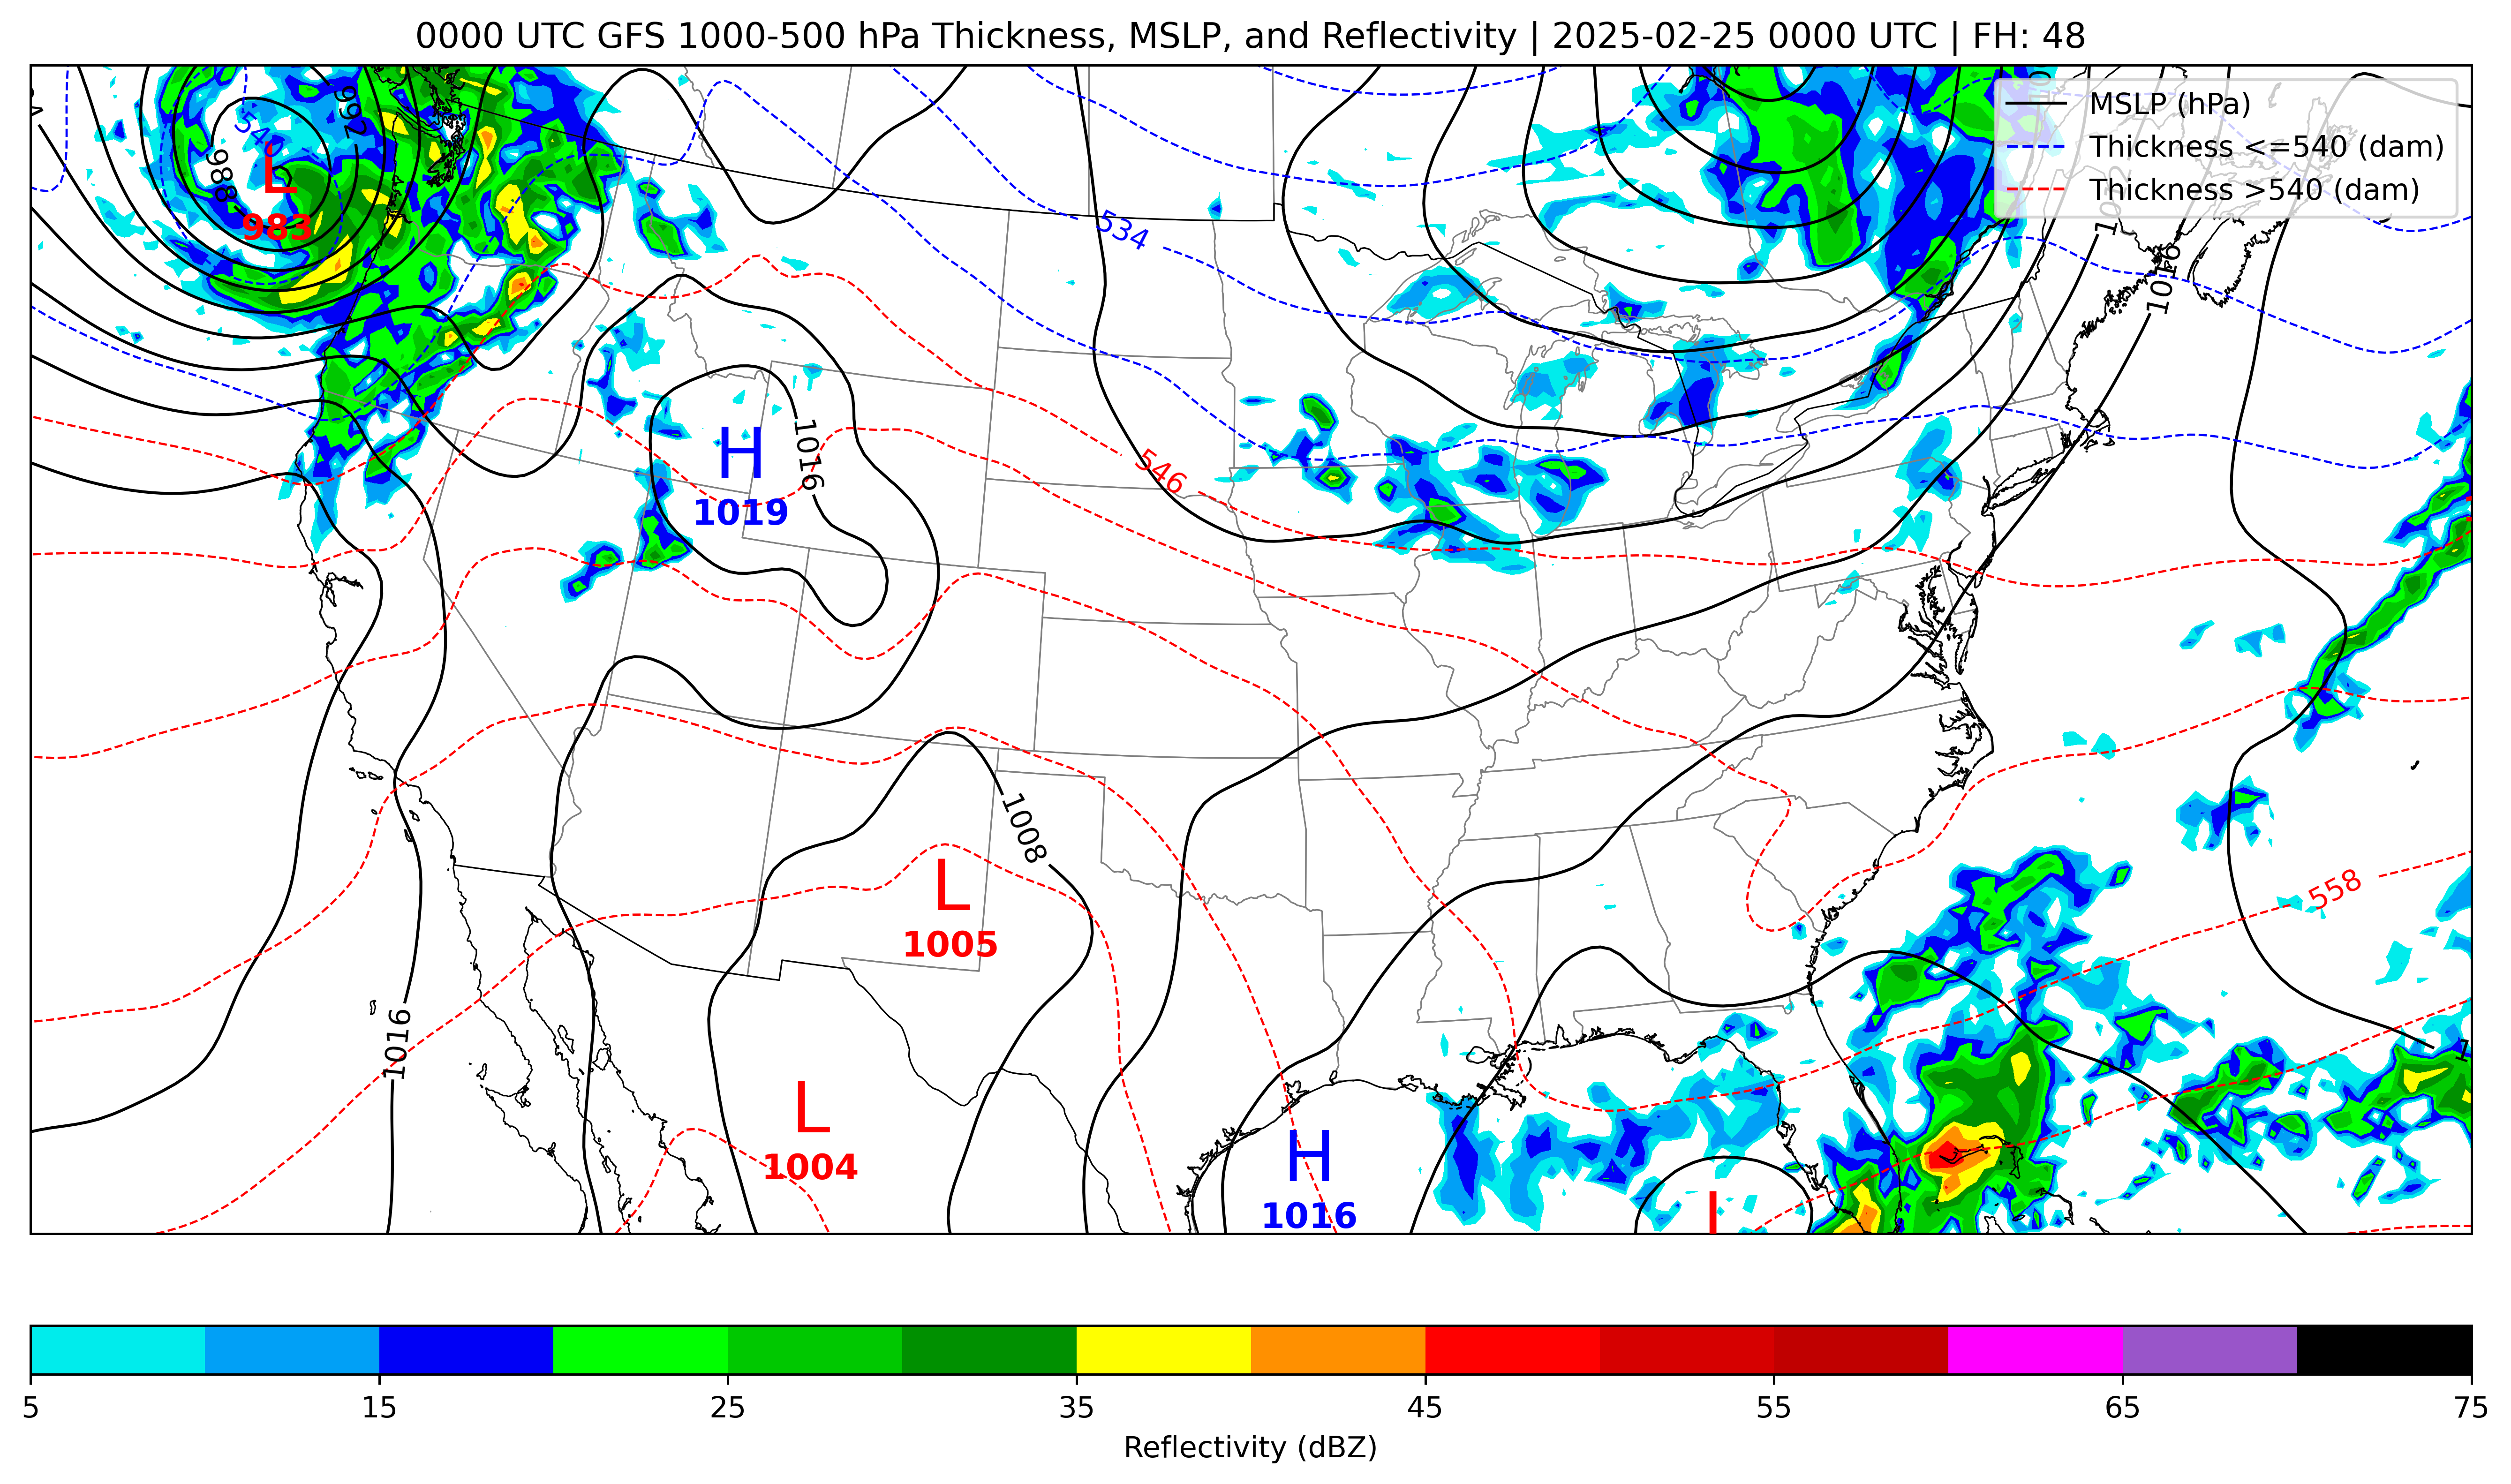 0000 UTC GFS 1000-500 hPa Thickness, MSLP, and Reflectivity | 2025-02-25 0000 UTC | FH: 48
MSLP (hPa)
Thickness <=540 (dam)
Thickness >540 (dam)
992
988
L
983
534
1016
546
H
1019
1016
1008
L
1005
558
1016
L
1004
H
1016
L
5 15 25 35 45 55 65 75
Reflectivity (dBZ)